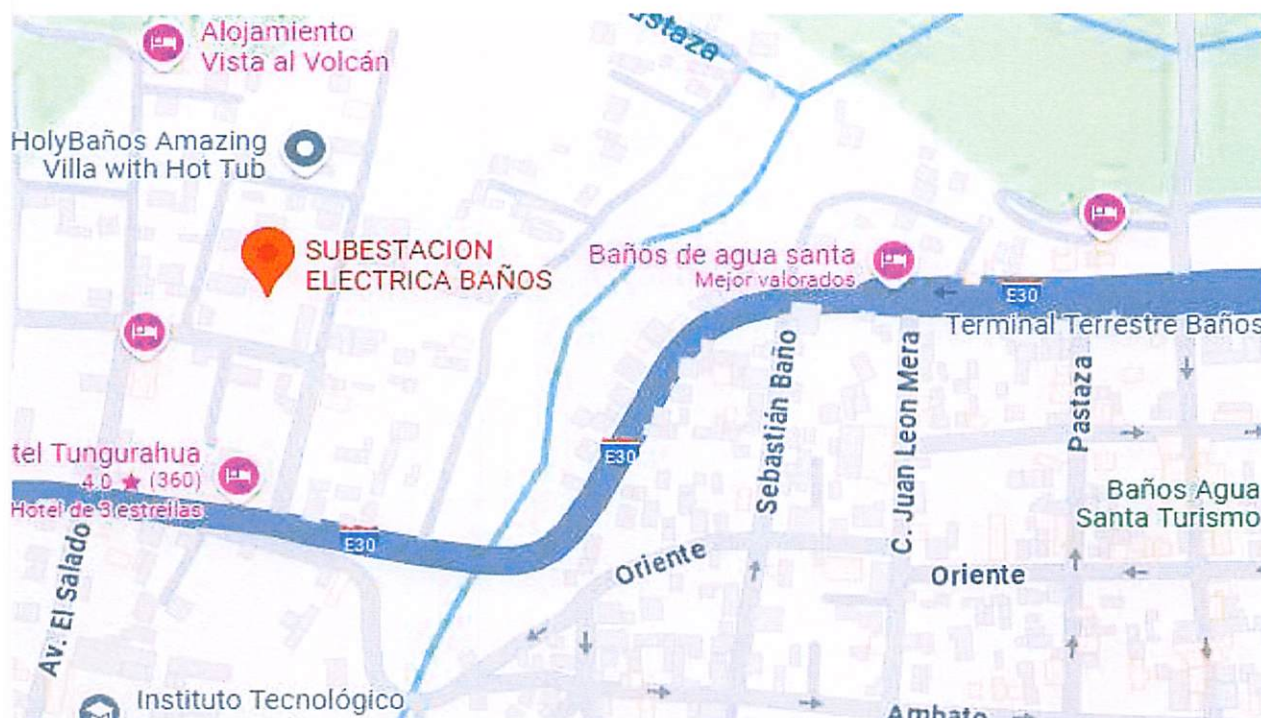 Alojamiento
Vista al Volcán
HolyBaños Amazing
Villa with Hot Tub
SUBESTACION
ELECTRICA BAÑOS
Baños de agua santa
Mejor valorados
E30
Terminal Terrestre Baños
Sebastián Baño
C. Juan Leon Mera
Pastaza
tel Tungurahua
4.0 ★ (360)
Hotel de 3 estrellas
E30
E30
Baños Agua
Santa Turismo
Oriente
Oriente
Av. El Salado
Instituto Tecnológico
Ambato